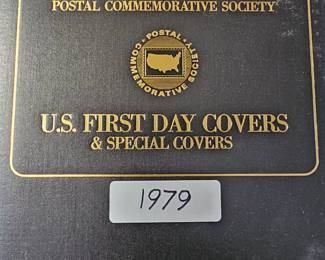 POSTAL COMMEMORATIVE SOCIETY
POSTAL
COMMEMORATIVE SOCIETY
U.S. FIRST DAY COVERS
& SPECIAL COVERS
1979